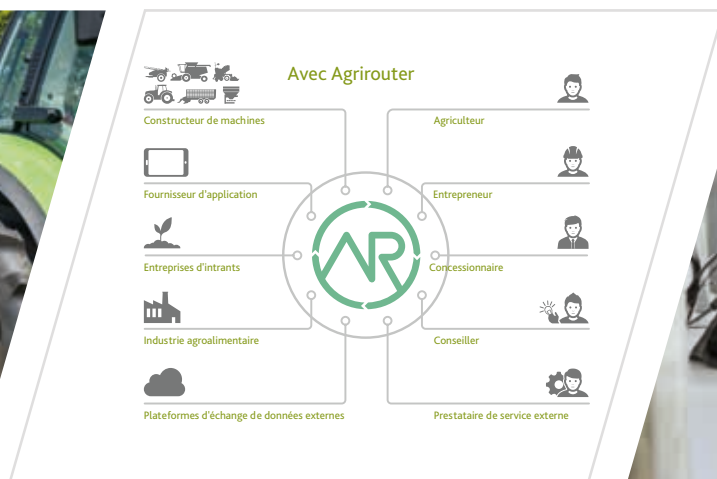 Avec Agrirouter
Constructeur de machines
Agriculteur
Fournisseur d'application
Entrepreneur
Entreprises d'intrants
Concessionnaire
AR
Industrie agroalimentaire
Conseiller
Plateformes d'échange de données externes
Prestataire de service externe